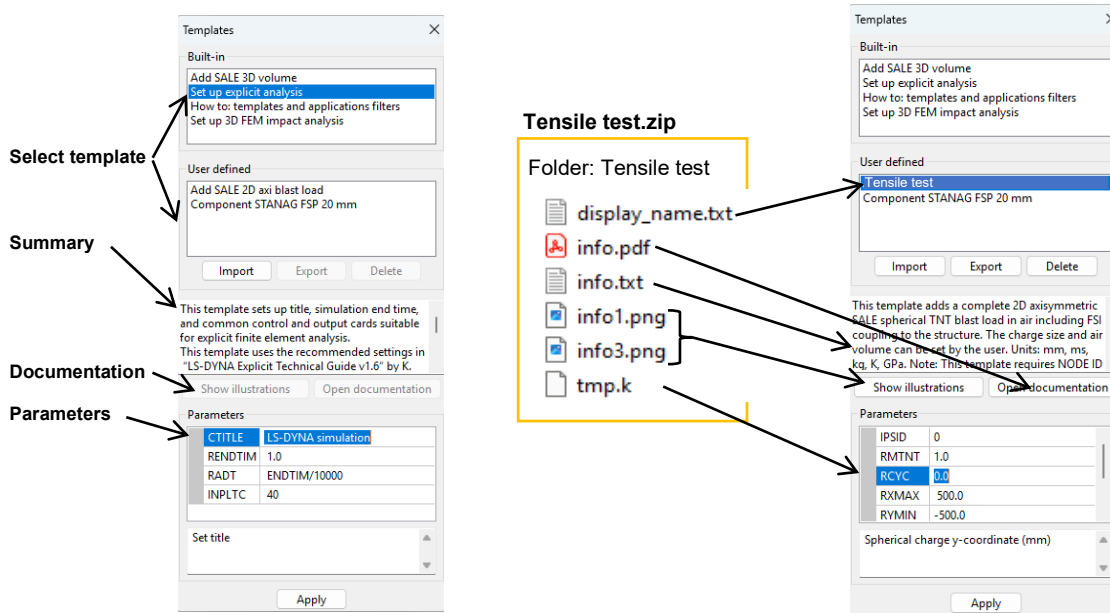 Templates
Built-in
Add SALE 3D volume
Set up explicit analysis
How to: templates and applications filters
Set up 3D FEM impact analysis
Select template
User defined
Add SALE 2D axi blast load
Component STANAG FSP 20 mm
Summary
Import Export Delete
This template sets up title, simulation end time,
and common control and output cards suitable
for explicit finite element analysis.
This template uses the recommended settings in
"LS-DYNA Explicit Technical Guide v1.6" by K.
Documentation
Show illustrations Open documentation
Parameters
Parameters
CTITLE LS-DYNA simulation
RENDTIM 1.0
RADT ENDTIM/10000
INPLTC 40
Set title
Apply
Tensile test.zip
Folder: Tensile test
display_name.txt
info.pdf
info.txt
info1.png
info3.png
tmp.k
Templates
Built-in
Add SALE 3D volume
Set up explicit analysis
How to: templates and applications filters
Set up 3D FEM impact analysis
User defined
Tensile test
Component STANAG FSP 20 mm
Import Export Delete
This template adds a complete 2D axisymmetric
SALE spherical TNT blast load in air including FSI
coupling to the structure. The charge size and air
volume can be set by the user. Units: mm, ms,
kg, K, GPa. Note: This template requires NODE ID
Show illustrations Open documentation
Parameters
IPSID 0
RMTNT 1.0
RCYC 0.0
RXMAX 500.0
RYMIN -500.0
Spherical charge y-coordinate (mm)
Apply